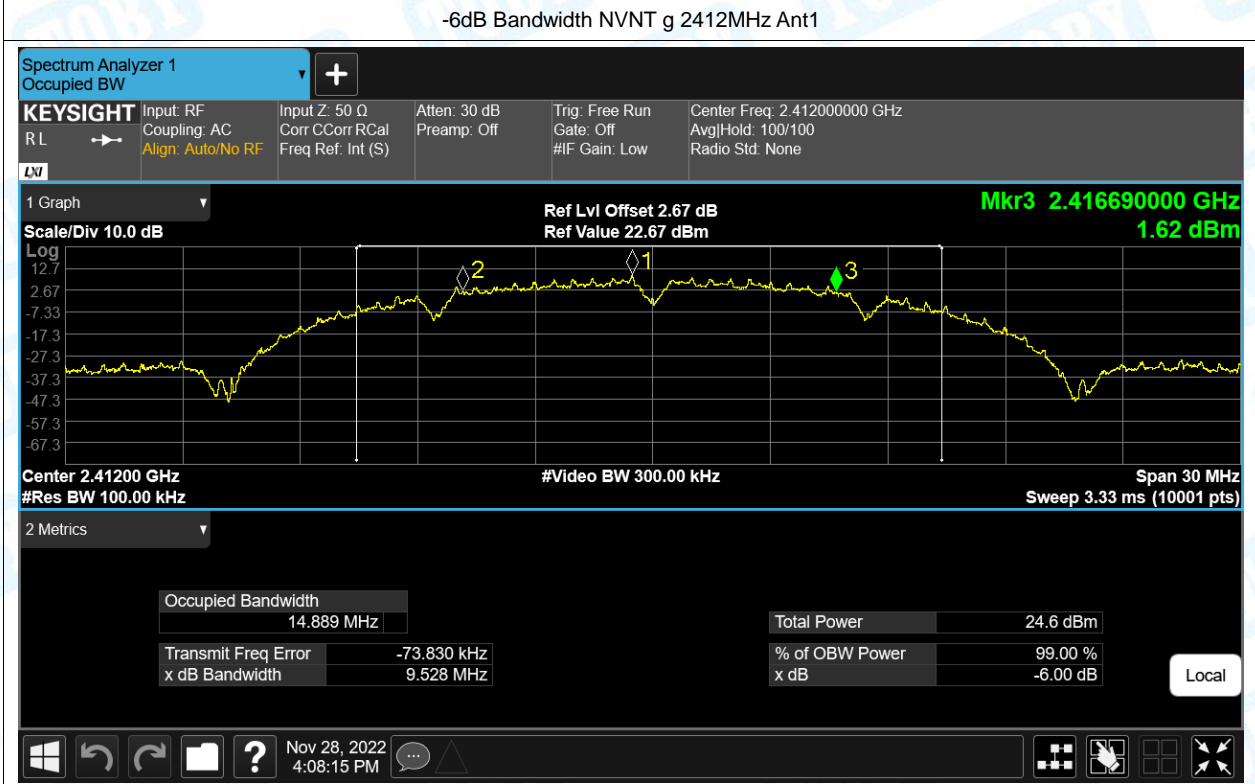 -6dB Bandwidth NVNT g 2412MHz Ant1
Spectrum Analyzer 1
Occupied BW
KEYSIGHT
R L
LXI
Input: RF
Coupling: AC
Align: Auto/No RF
Input Z: 50 Ω
Corr CCorr RCal
Freq Ref: Int (S)
Atten: 30 dB
Preamp: Off
Trig: Free Run
Gate: Off
#IF Gain: Low
Center Freq: 2.412000000 GHz
Avg|Hold: 100/100
Radio Std: None
1 Graph
Scale/Div 10.0 dB
Ref Lvl Offset 2.67 dB
Ref Value 22.67 dBm
Mkr3 2.416690000 GHz
1.62 dBm
Log
12.7
2.67
-7.33
-17.3
-27.3
-37.3
-47.3
-57.3
-67.3
2
1
3
Center 2.41200 GHz
#Video BW 300.00 kHz
Span 30 MHz
#Res BW 100.00 kHz
Sweep 3.33 ms (10001 pts)
2 Metrics
Occupied Bandwidth
14.889 MHz
Total Power 24.6 dBm
Transmit Freq Error -73.830 kHz
% of OBW Power 99.00 %
x dB Bandwidth 9.528 MHz
x dB -6.00 dB
Local
Nov 28, 2022
4:08:15 PM